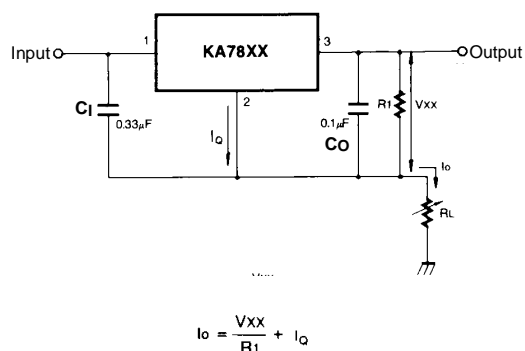 Input
1
KA78XX
3
Output
CI
0.33μF
2
IQ
0.1μF
CO
R1
VXX
Io
RL
Io = VXX / R1 + IQ